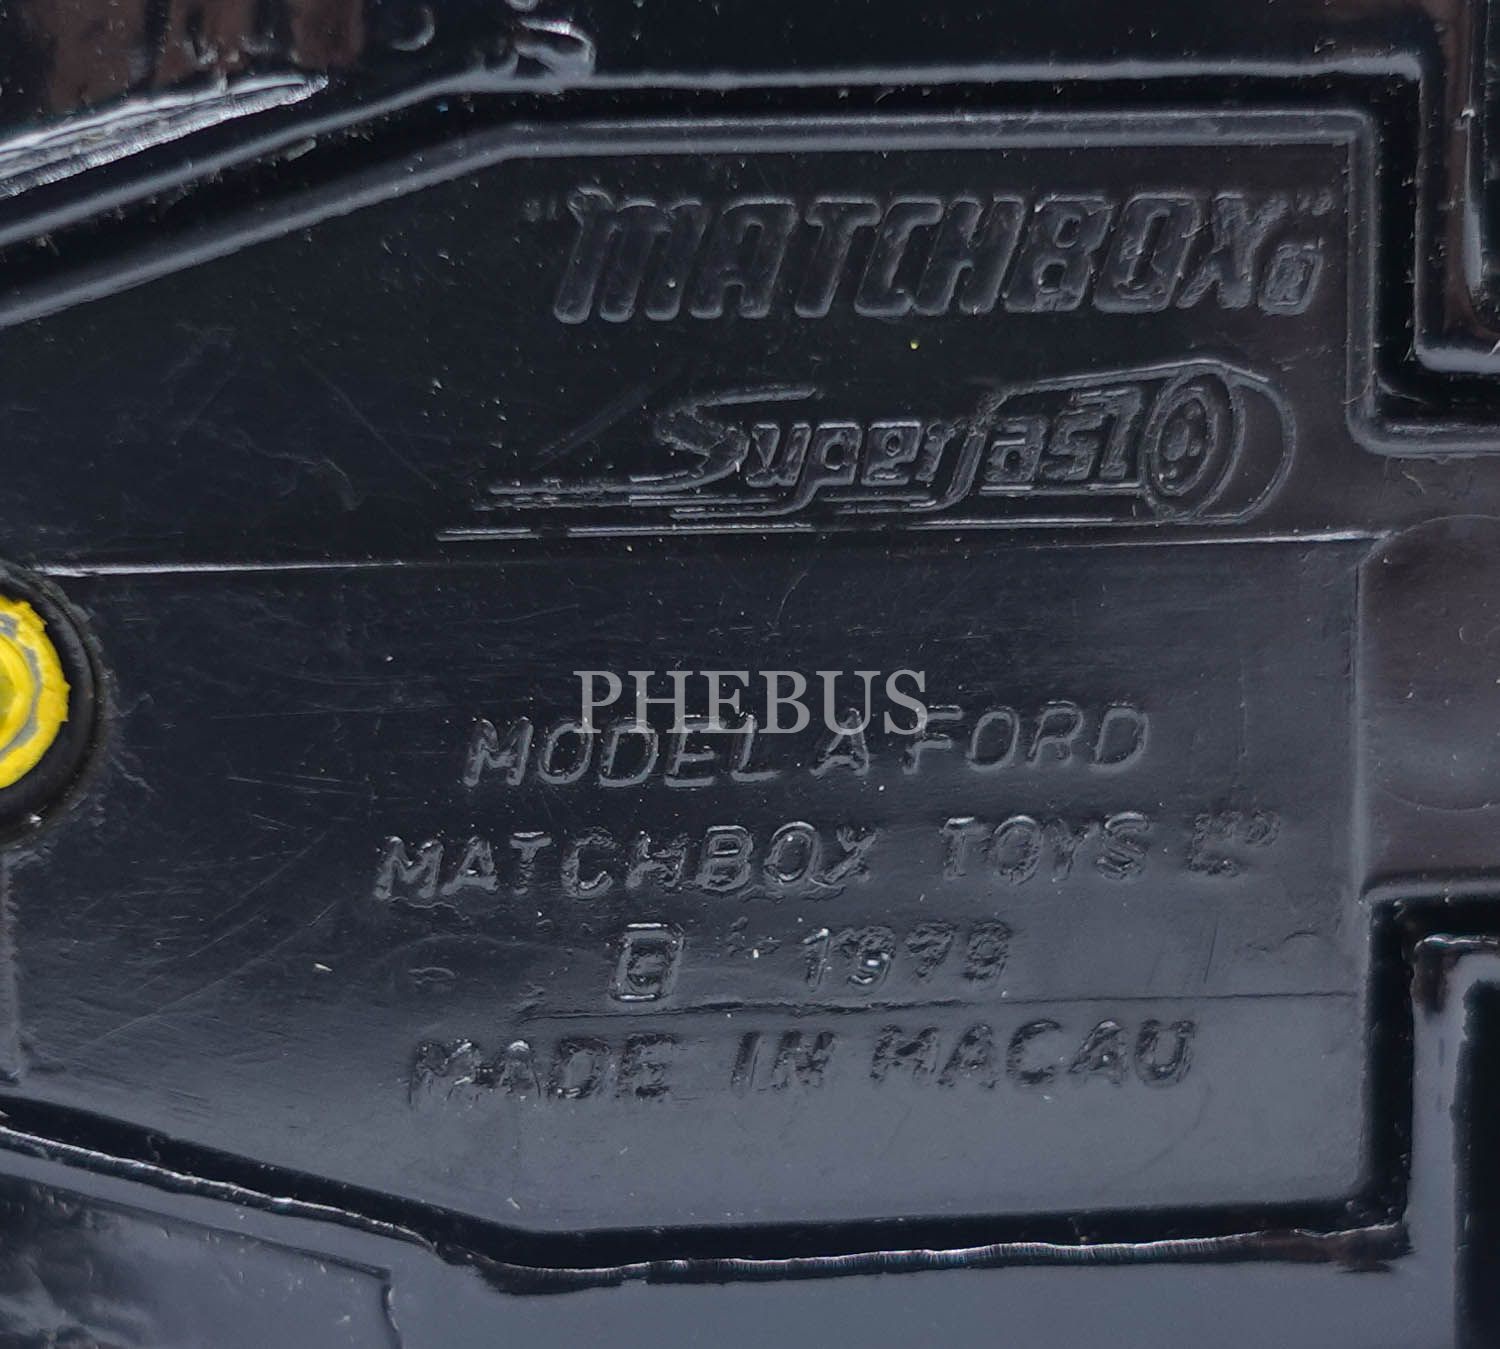 "MATCHBOX"®
Superfast
PHEBUS
MODEL A FORD
MATCHBOX TOYS LTD
© 1979
MADE IN MACAU